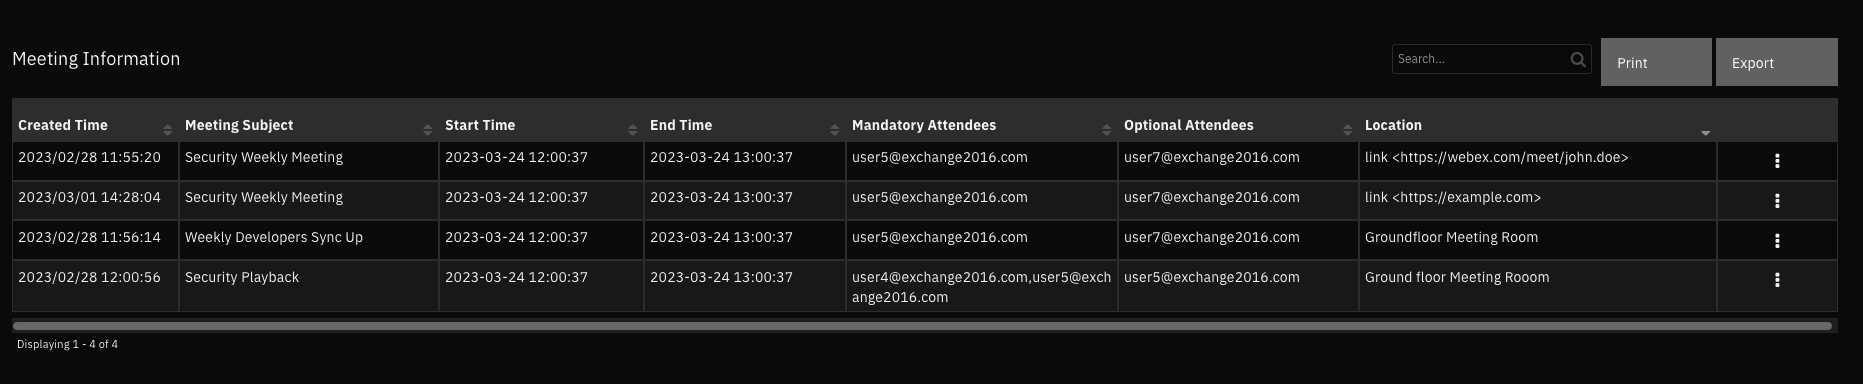 Meeting Information
Search...
Print
Export
Created Time Meeting Subject Start Time End Time Mandatory Attendees Optional Attendees Location
2023/02/28 11:55:20 Security Weekly Meeting 2023-03-24 12:00:37 2023-03-24 13:00:37 user5@exchange2016.com user7@exchange2016.com link <https://webex.com/meet/john.doe>
2023/03/01 14:28:04 Security Weekly Meeting 2023-03-24 12:00:37 2023-03-24 13:00:37 user5@exchange2016.com user7@exchange2016.com link <https://example.com>
2023/02/28 11:56:14 Weekly Developers Sync Up 2023-03-24 12:00:37 2023-03-24 13:00:37 user5@exchange2016.com user7@exchange2016.com Groundfloor Meeting Room
2023/02/28 12:00:56 Security Playback 2023-03-24 12:00:37 2023-03-24 13:00:37 user4@exchange2016.com,user5@exch user5@exchange2016.com Ground floor Meeting Rooom
ange2016.com
Displaying 1 - 4 of 4